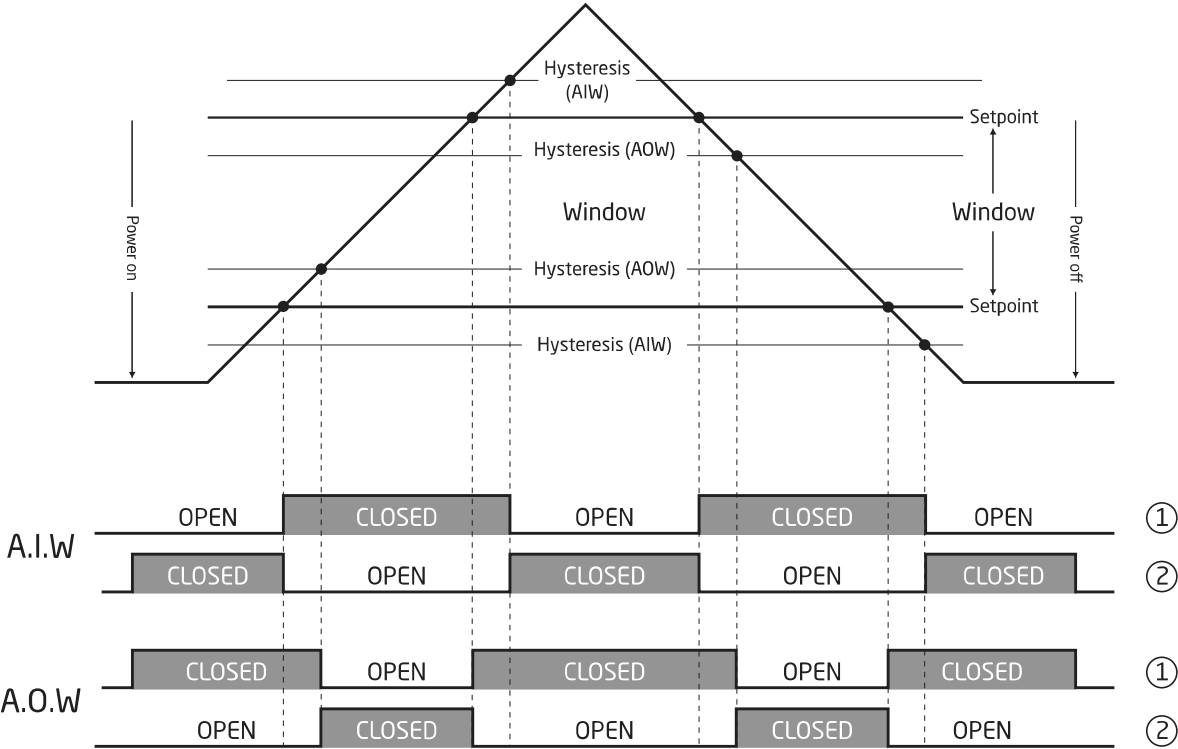 Hysteresis
(AIW)
Setpoint
Hysteresis (AOW)
Power on
Window
Window
Power off
Hysteresis (AOW)
Setpoint
Hysteresis (AIW)
A.I.W
OPEN CLOSED OPEN CLOSED OPEN ①
CLOSED OPEN CLOSED OPEN CLOSED ②
A.O.W
CLOSED OPEN CLOSED OPEN CLOSED ①
OPEN CLOSED OPEN CLOSED OPEN ②